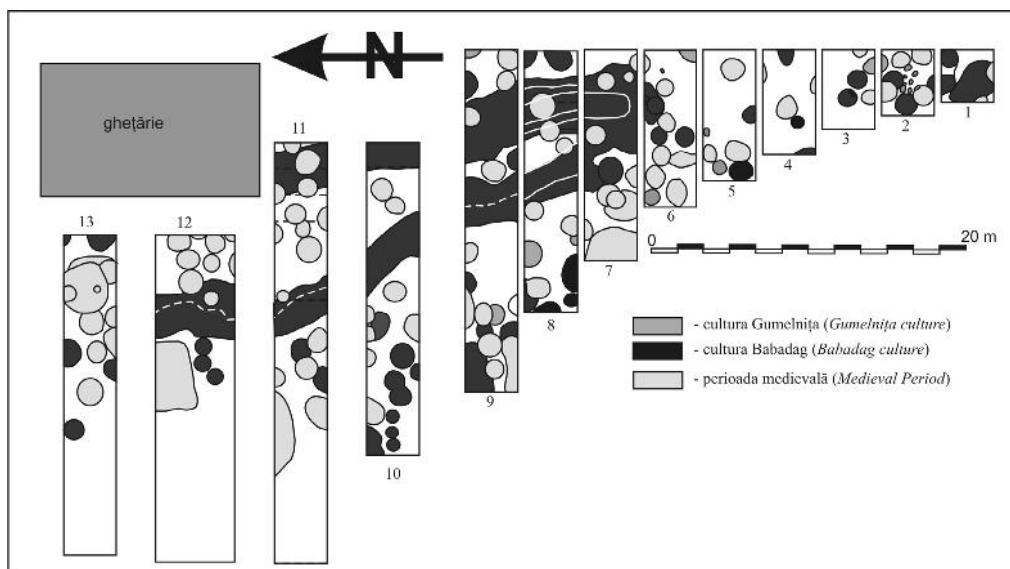 N
ghețărie
11
13
12
1
2
3
4
5
6
7
8
9
10
0
20 m
- cultura Gumelnița (Gumelnița culture)
- cultura Babadag (Babadag culture)
- perioada medievală (Medieval Period)